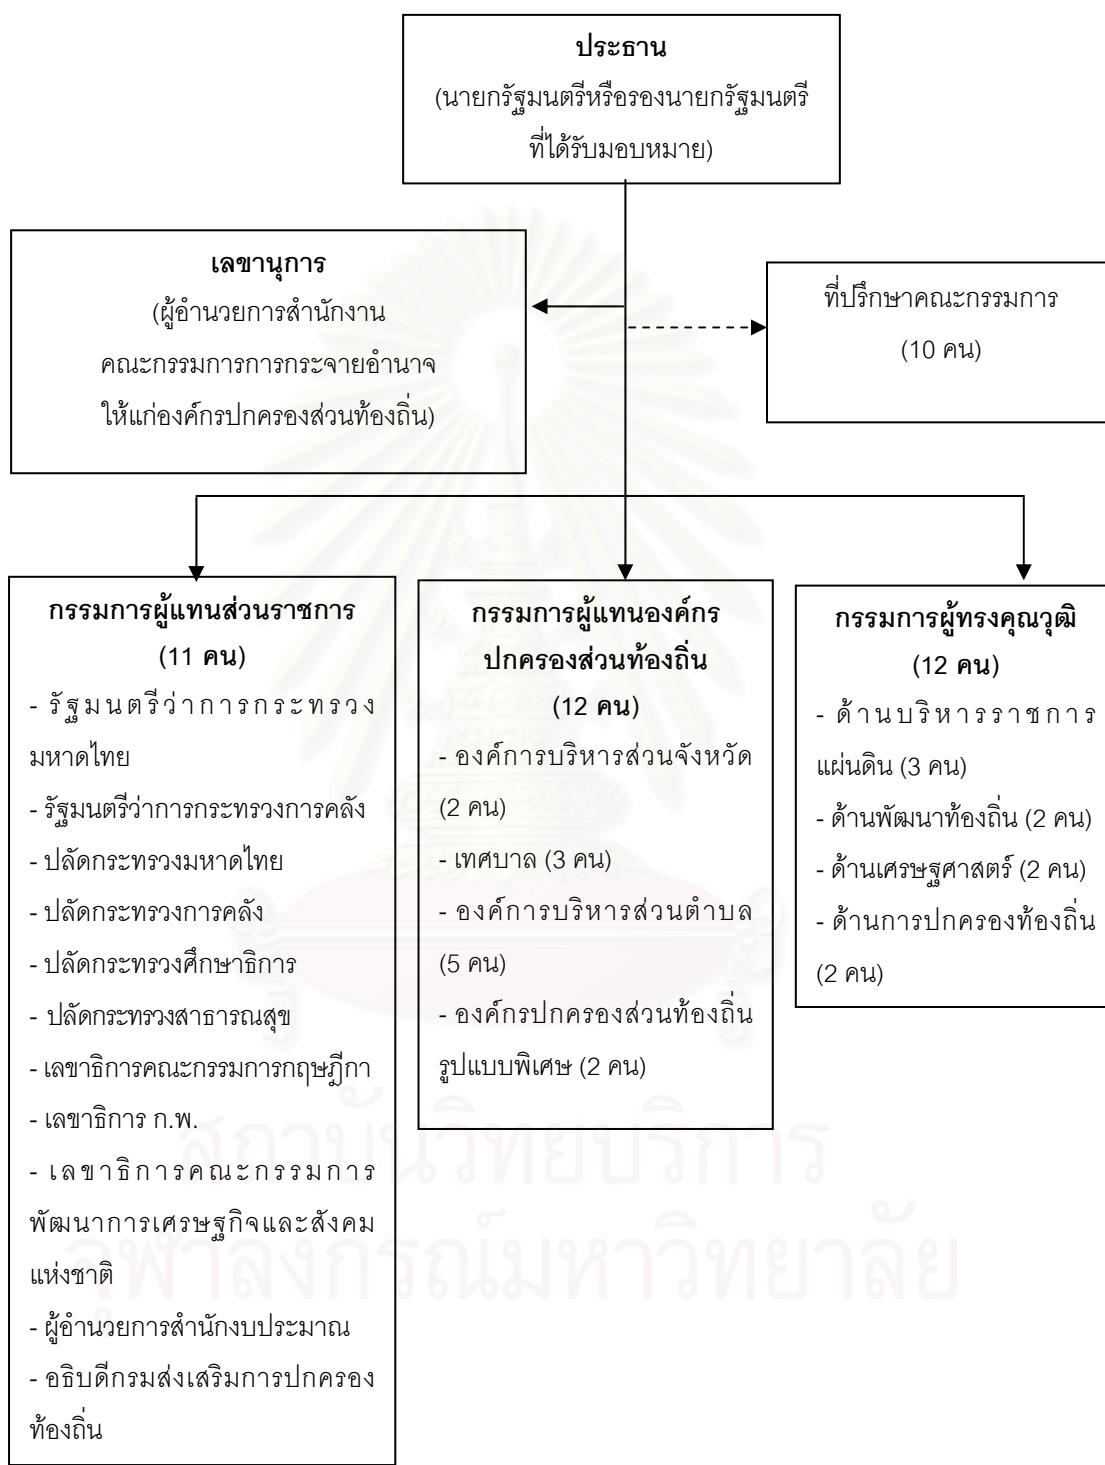 ประธาน
(นายกรัฐมนตรีหรือรองนายกรัฐมนตรี
ที่ได้รับมอบหมาย)
เลขานุการ
(ผู้อำนวยการสำนักงาน
คณะกรรมการการกระจายอำนาจ
ให้แก่องค์กรปกครองส่วนท้องถิ่น)
ที่ปรึกษาคณะกรรมการ
(10 คน)
กรรมการผู้แทนส่วนราชการ
(11 คน)
- รัฐมนตรีว่าการกระทรวง
มหาดไทย
- รัฐมนตรีว่าการกระทรวงการคลัง
- ปลัดกระทรวงมหาดไทย
- ปลัดกระทรวงการคลัง
- ปลัดกระทรวงศึกษาธิการ
- ปลัดกระทรวงสาธารณสุข
- เลขาธิการคณะกรรมการกฤษฎีกา
- เลขาธิการ ก.พ.
- เลขาธิการคณะกรรมการ
พัฒนาการเศรษฐกิจและสังคม
แห่งชาติ
- ผู้อำนวยการสำนักงบประมาณ
- อธิบดีกรมส่งเสริมการปกครอง
ท้องถิ่น
กรรมการผู้แทนองค์กร
ปกครองส่วนท้องถิ่น
(12 คน)
- องค์การบริหารส่วนจังหวัด
(2 คน)
- เทศบาล (3 คน)
- องค์การบริหารส่วนตำบล
(5 คน)
- องค์กรปกครองส่วนท้องถิ่น
รูปแบบพิเศษ (2 คน)
กรรมการผู้ทรงคุณวุฒิ
(12 คน)
- ด้านบริหารราชการ
แผ่นดิน (3 คน)
- ด้านพัฒนาท้องถิ่น (2 คน)
- ด้านเศรษฐศาสตร์ (2 คน)
- ด้านการปกครองท้องถิ่น
(2 คน)
สถาบันวิทยบริการ
จุฬาลงกรณ์มหาวิทยาลัย